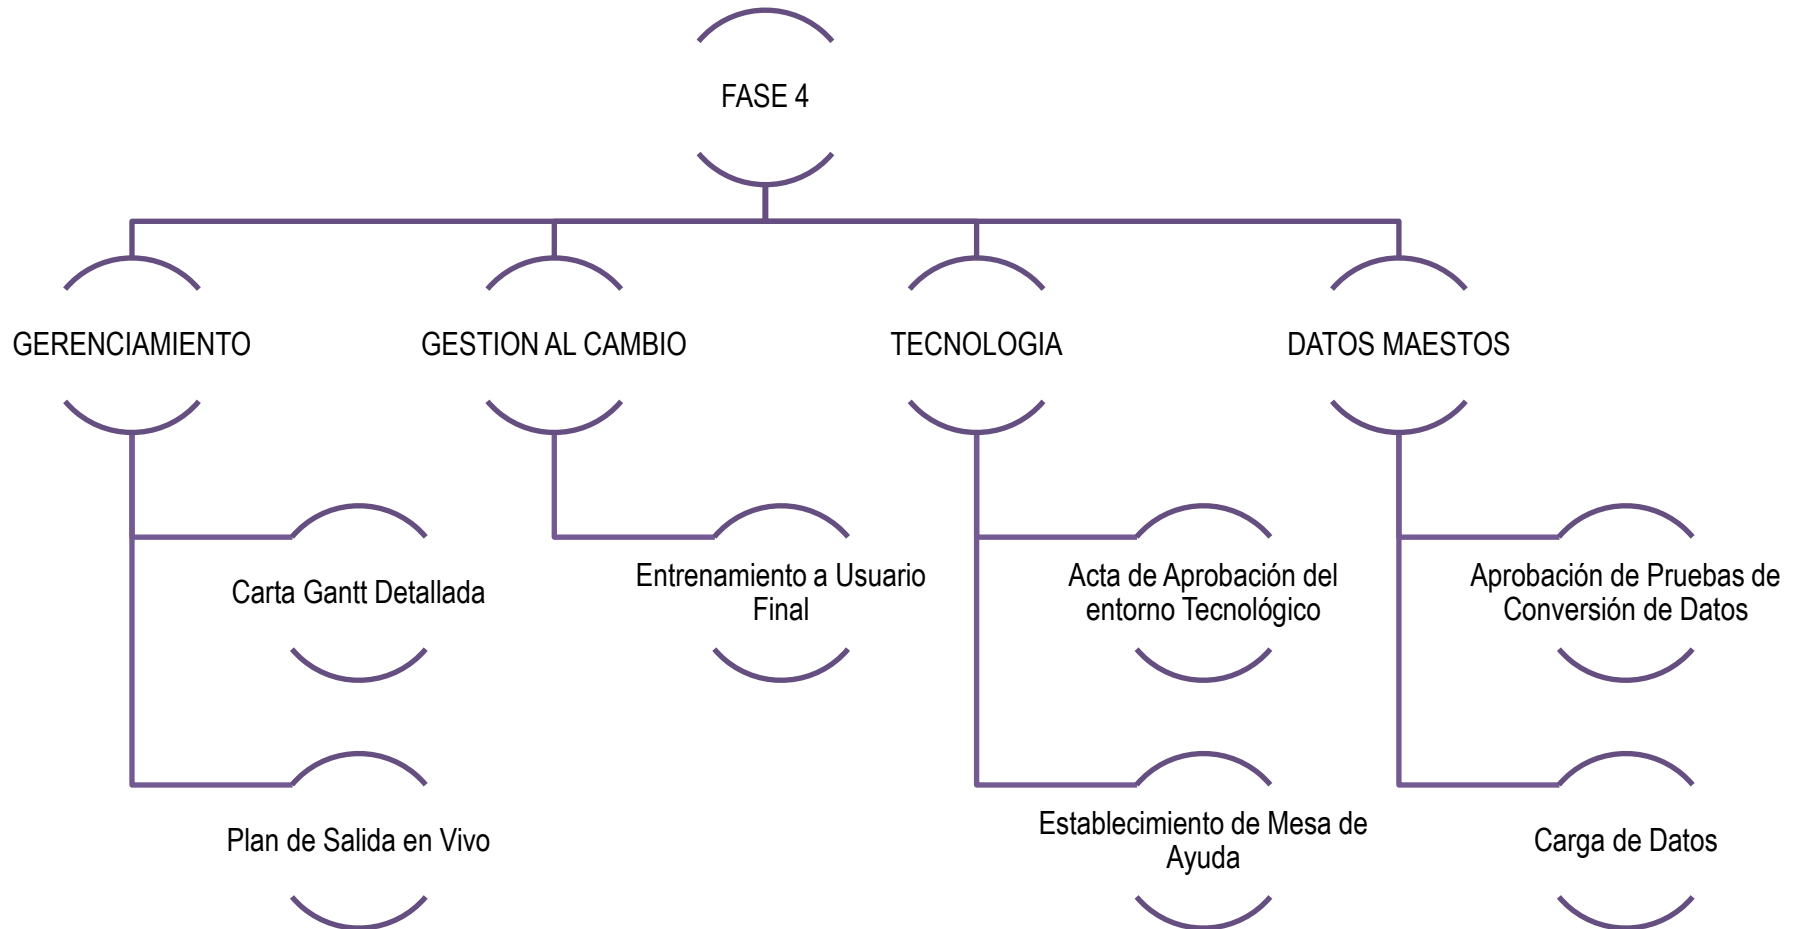 FASE 4
GERENCIAMIENTO
GESTION AL CAMBIO
TECNOLOGIA
DATOS MAESTOS
Carta Gantt Detallada
Entrenamiento a Usuario
Final
Acta de Aprobación del
entorno Tecnológico
Aprobación de Pruebas de
Conversión de Datos
Plan de Salida en Vivo
Establecimiento de Mesa de
Ayuda
Carga de Datos